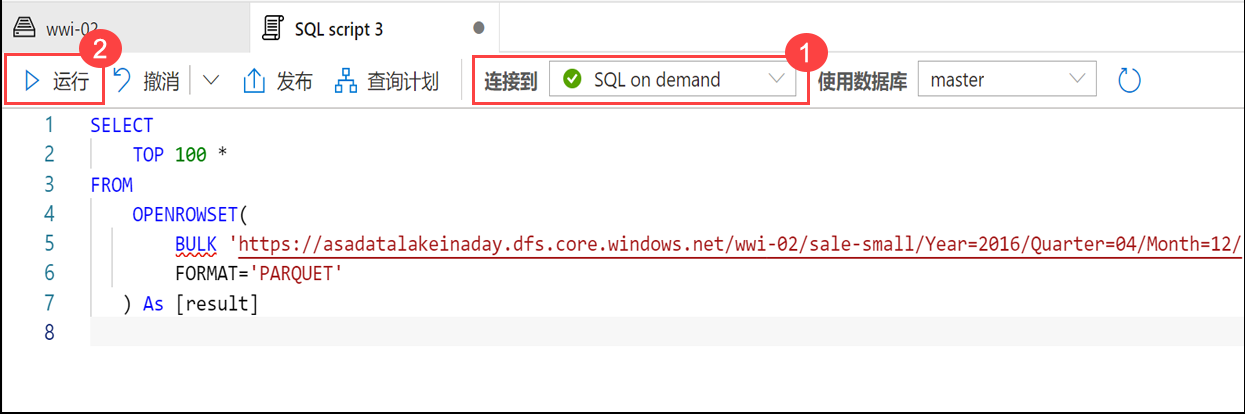 wwi-02 SQL script 3
2 1
运行 撤消 发布 查询计划 连接到 SQL on demand 使用数据库 master
1 SELECT
2 TOP 100 *
3 FROM
4 OPENROWSET(
5 BULK 'https://asadatalakeinaday.dfs.core.windows.net/wwi-02/sale-small/Year=2016/Quarter=04/Month=12/
6 FORMAT='PARQUET'
7 ) As [result]
8